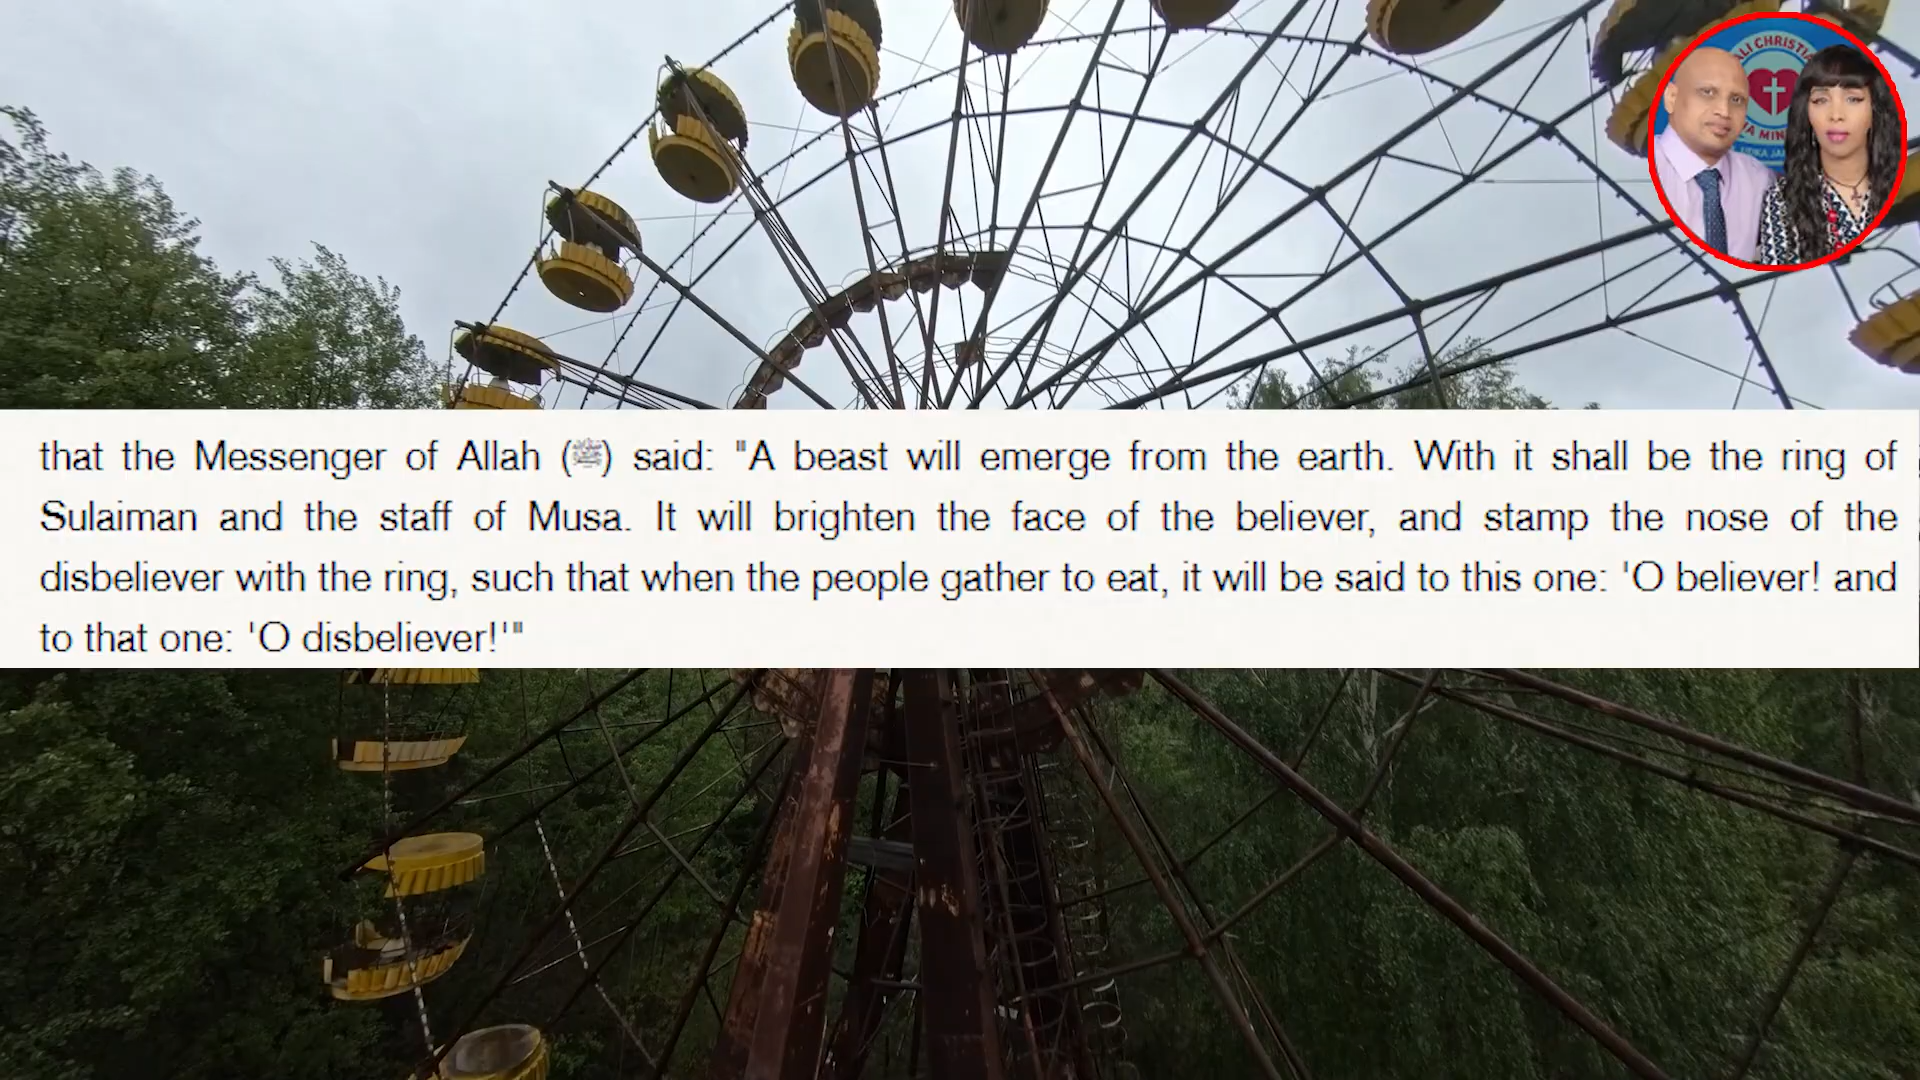 ALI CHRISTI
that the Messenger of Allah (ﷺ) said: "A beast will emerge from the earth. With it shall be the ring of
Sulaiman and the staff of Musa. It will brighten the face of the believer, and stamp the nose of the
disbeliever with the ring, such that when the people gather to eat, it will be said to this one: 'O believer! and
to that one: 'O disbeliever!'"